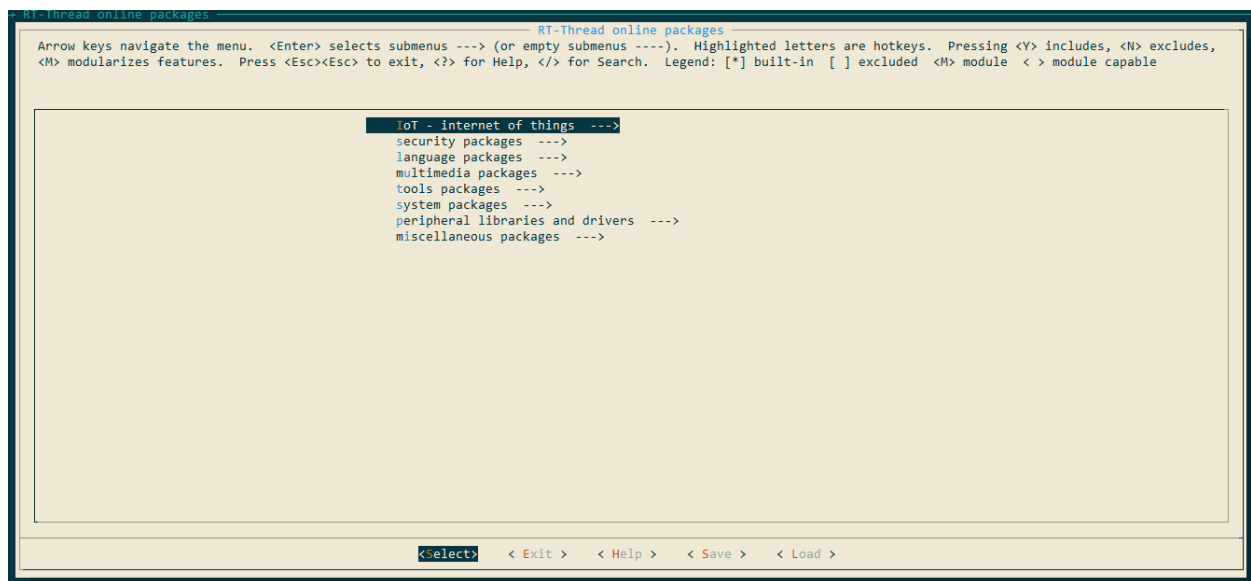 → RT-Thread online packages
RT-Thread online packages
Arrow keys navigate the menu.  <Enter> selects submenus ---> (or empty submenus ----).  Highlighted letters are hotkeys.  Pressing <Y> includes, <N> excludes,
<M> modularizes features.  Press <Esc><Esc> to exit, <?> for Help, </> for Search.  Legend: [*] built-in  [ ] excluded  <M> module  < > module capable
IoT - internet of things  --->
security packages  --->
language packages  --->
multimedia packages  --->
tools packages  --->
system packages  --->
peripheral libraries and drivers  --->
miscellaneous packages  --->
<Select>    < Exit >    < Help >    < Save >    < Load >